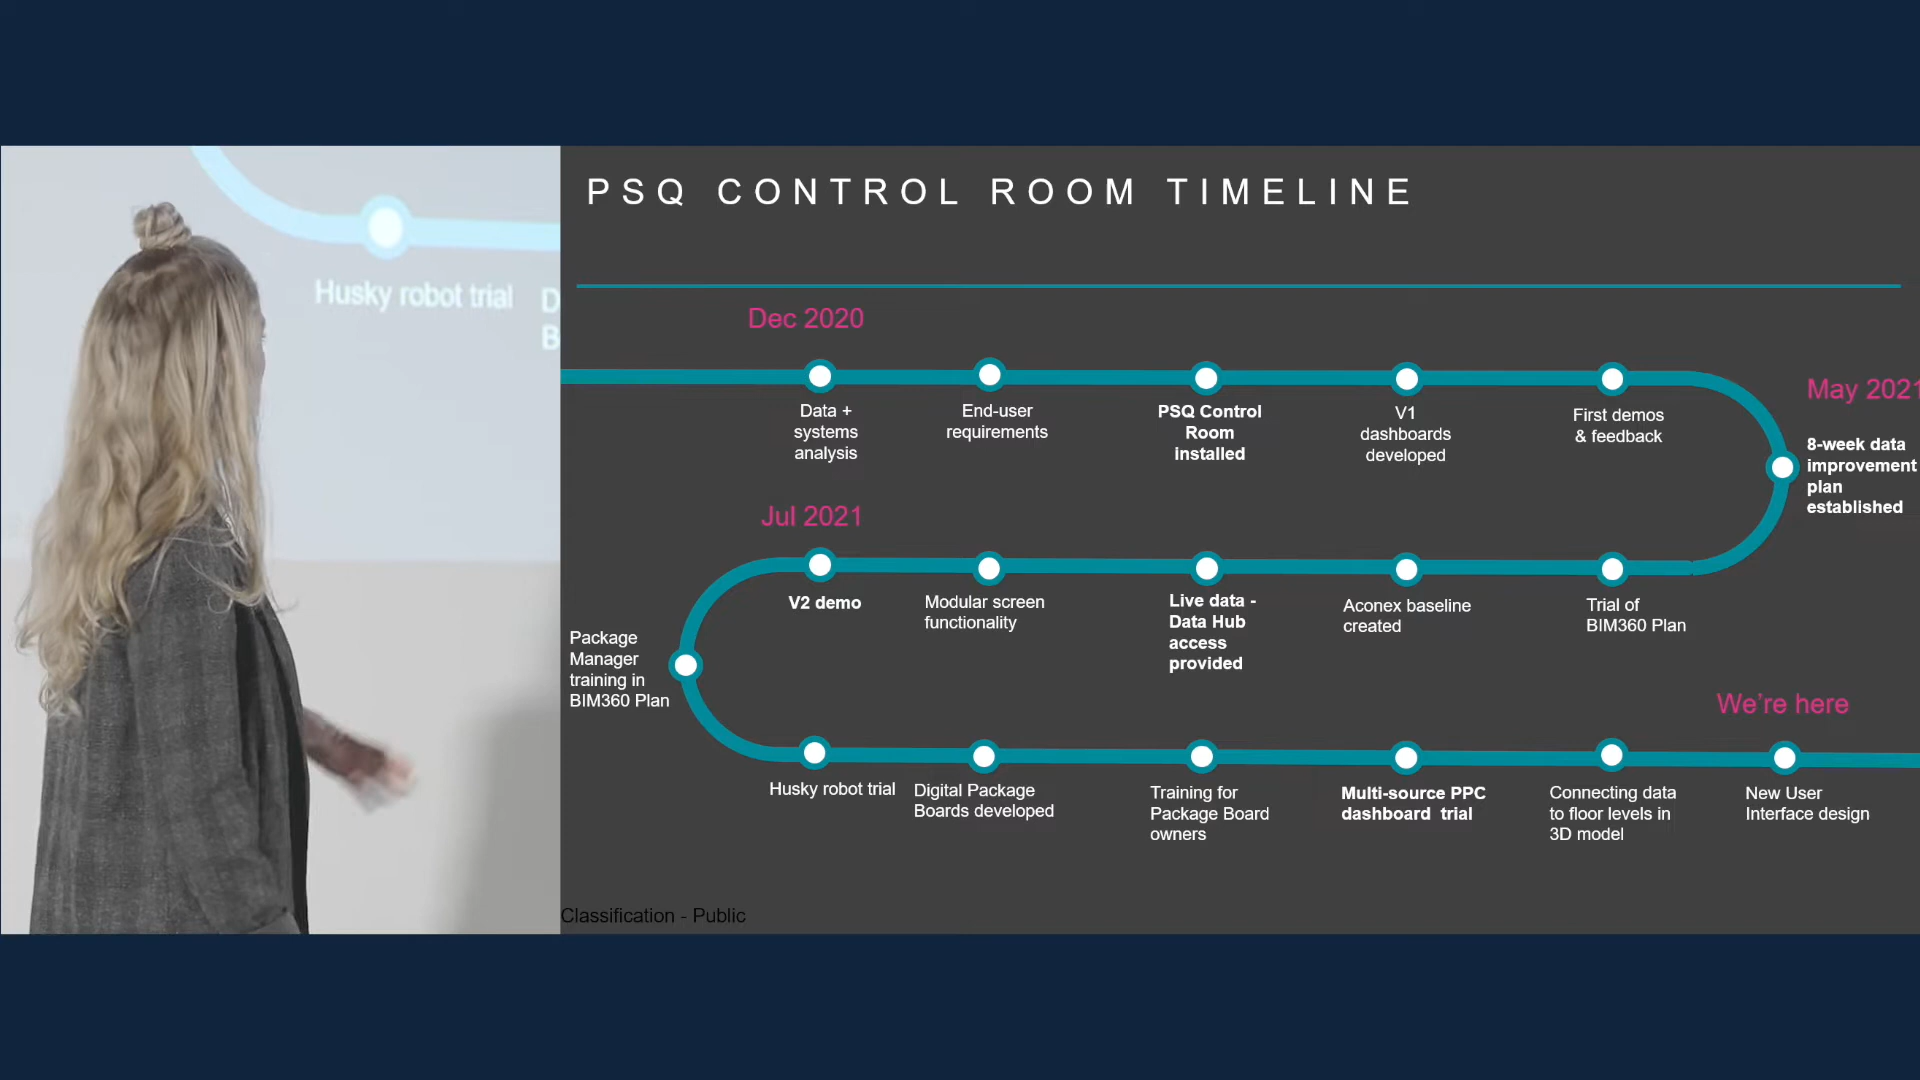 PSQ CONTROL ROOM TIMELINE
Husky robot trial
D
B
Dec 2020
Data +
systems
analysis
End-user
requirements
PSQ Control
Room
installed
V1
dashboards
developed
First demos
& feedback
May 2021
8-week data
improvement
plan
established
Jul 2021
V2 demo
Modular screen
functionality
Live data -
Data Hub
access
provided
Aconex baseline
created
Trial of
BIM360 Plan
Package
Manager
training in
BIM360 Plan
We're here
Husky robot trial
Digital Package
Boards developed
Training for
Package Board
owners
Multi-source PPC
dashboard trial
Connecting data
to floor levels in
3D model
New User
Interface design
Classification - Public